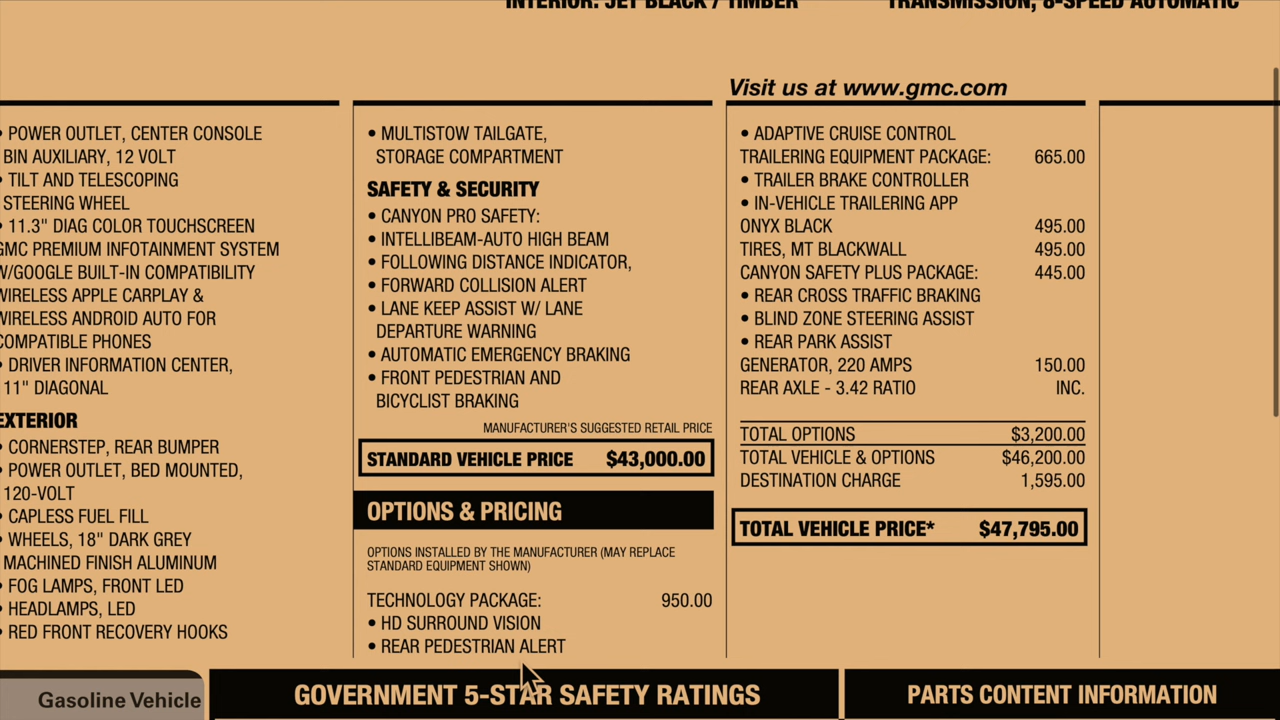 INTERIOR: JET BLACK / TIMBER
TRANSMISSION, 8-SPEED AUTOMATIC
Visit us at www.gmc.com
• POWER OUTLET, CENTER CONSOLE
BIN AUXILIARY, 12 VOLT
• TILT AND TELESCOPING
STEERING WHEEL
• 11.3" DIAG COLOR TOUCHSCREEN
GMC PREMIUM INFOTAINMENT SYSTEM
W/GOOGLE BUILT-IN COMPATIBILITY
WIRELESS APPLE CARPLAY &
WIRELESS ANDROID AUTO FOR
COMPATIBLE PHONES
• DRIVER INFORMATION CENTER,
11" DIAGONAL
EXTERIOR
• CORNERSTEP, REAR BUMPER
• POWER OUTLET, BED MOUNTED,
120-VOLT
• CAPLESS FUEL FILL
• WHEELS, 18" DARK GREY
MACHINED FINISH ALUMINUM
• FOG LAMPS, FRONT LED
• HEADLAMPS, LED
• RED FRONT RECOVERY HOOKS
• MULTISTOW TAILGATE,
STORAGE COMPARTMENT
SAFETY & SECURITY
• CANYON PRO SAFETY:
• INTELLIBEAM-AUTO HIGH BEAM
• FOLLOWING DISTANCE INDICATOR,
• FORWARD COLLISION ALERT
• LANE KEEP ASSIST W/ LANE
DEPARTURE WARNING
• AUTOMATIC EMERGENCY BRAKING
• FRONT PEDESTRIAN AND
BICYCLIST BRAKING
MANUFACTURER'S SUGGESTED RETAIL PRICE
STANDARD VEHICLE PRICE $43,000.00
OPTIONS & PRICING
OPTIONS INSTALLED BY THE MANUFACTURER (MAY REPLACE
STANDARD EQUIPMENT SHOWN)
TECHNOLOGY PACKAGE: 950.00
• HD SURROUND VISION
• REAR PEDESTRIAN ALERT
• ADAPTIVE CRUISE CONTROL
TRAILERING EQUIPMENT PACKAGE: 665.00
• TRAILER BRAKE CONTROLLER
• IN-VEHICLE TRAILERING APP
ONYX BLACK 495.00
TIRES, MT BLACKWALL 495.00
CANYON SAFETY PLUS PACKAGE: 445.00
• REAR CROSS TRAFFIC BRAKING
• BLIND ZONE STEERING ASSIST
• REAR PARK ASSIST
GENERATOR, 220 AMPS 150.00
REAR AXLE - 3.42 RATIO INC.
TOTAL OPTIONS $3,200.00
TOTAL VEHICLE & OPTIONS $46,200.00
DESTINATION CHARGE 1,595.00
TOTAL VEHICLE PRICE* $47,795.00
Gasoline Vehicle
GOVERNMENT 5-STAR SAFETY RATINGS
PARTS CONTENT INFORMATION